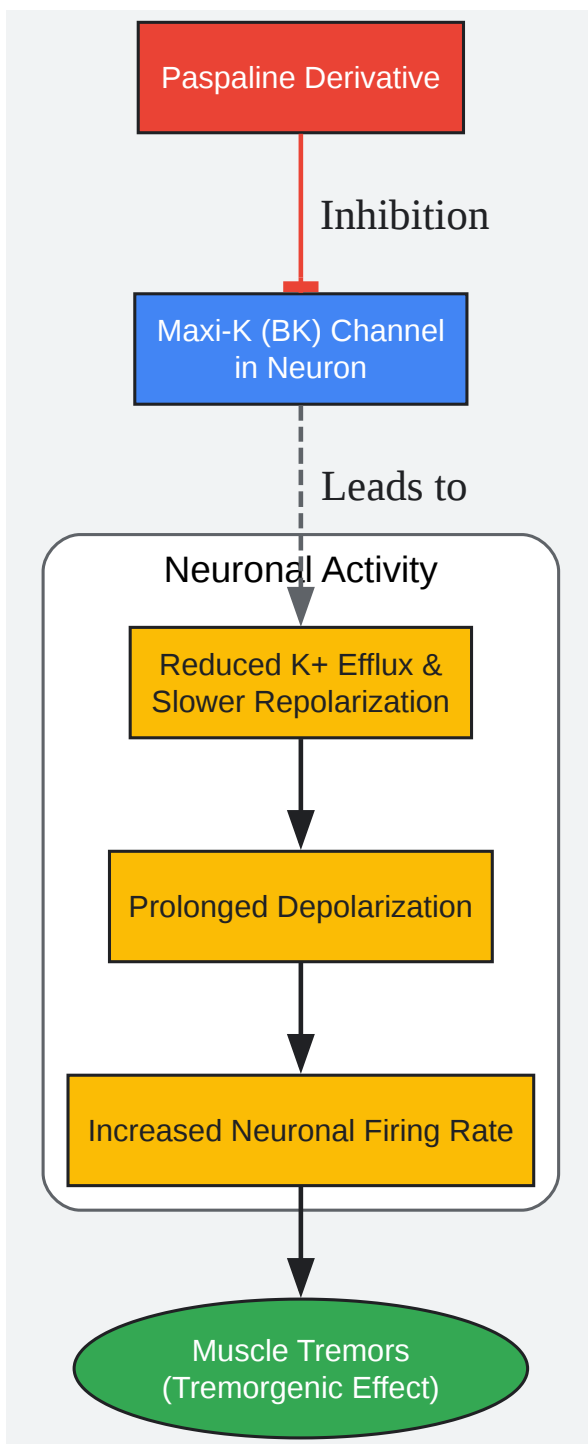 Paspaline Derivative
Inhibition
Maxi-K (BK) Channel
in Neuron
Leads to
Neuronal Activity
Reduced K+ Efflux &
Slower Repolarization
Prolonged Depolarization
Increased Neuronal Firing Rate
Muscle Tremors
(Tremorgenic Effect)